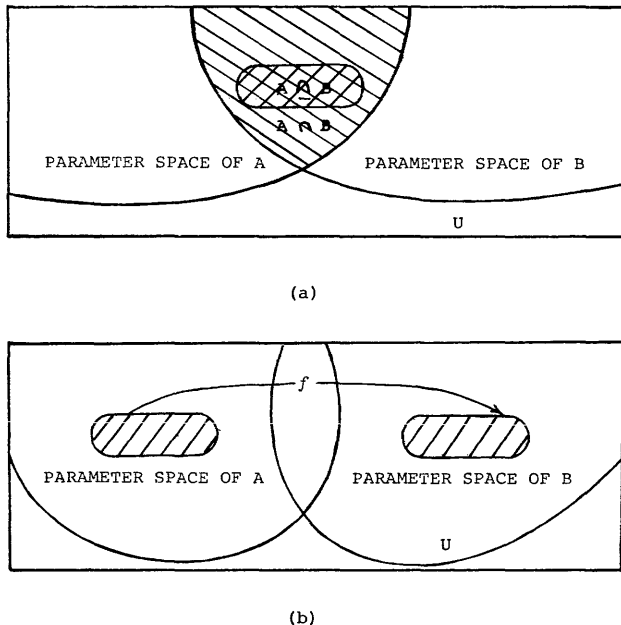 A ∩ B
A ∩ B
PARAMETER SPACE OF A
PARAMETER SPACE OF B
U
(a)
f
PARAMETER SPACE OF A
PARAMETER SPACE OF B
U
(b)